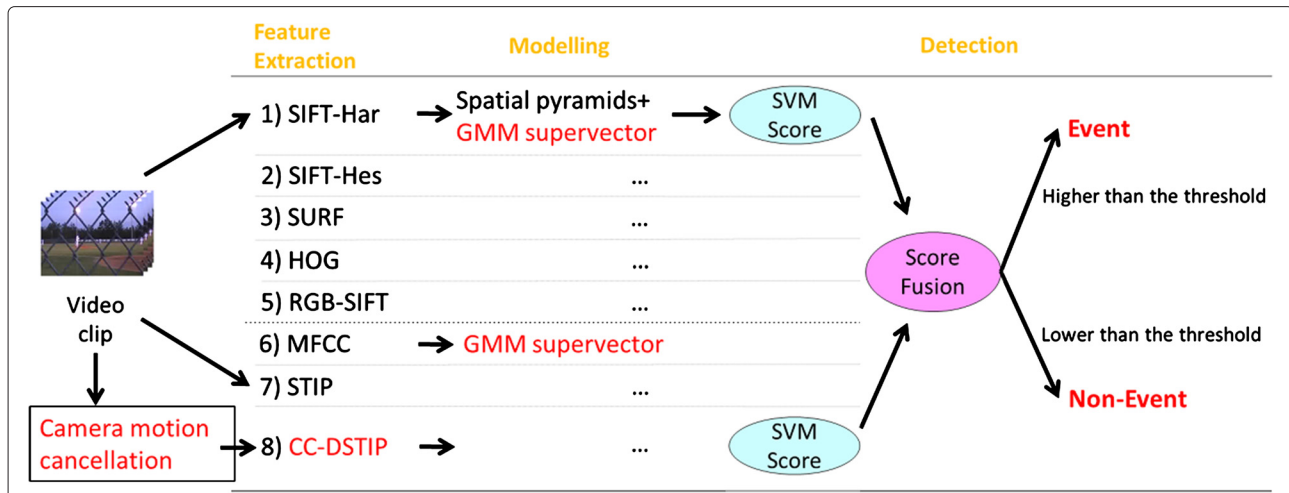 Feature
Extraction
Modelling
Detection
1) SIFT-Har
Spatial pyramids+
GMM supervector
SVM
Score
2) SIFT-Hes
...
3) SURF
...
4) HOG
...
5) RGB-SIFT
...
6) MFCC
GMM supervector
7) STIP
...
8) CC-DSTIP
...
SVM
Score
Video
clip
Camera motion
cancellation
Score
Fusion
Event
Higher than the threshold
Lower than the threshold
Non-Event